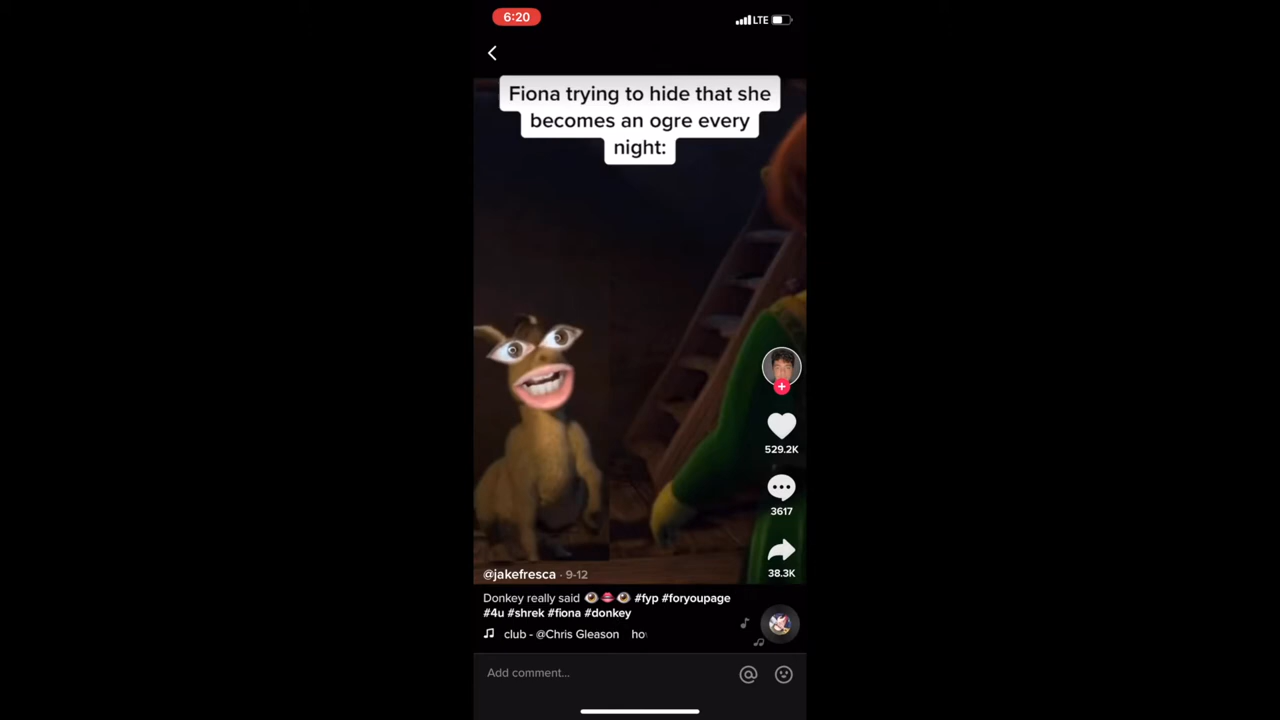 6:20
LTE
Fiona trying to hide that she
becomes an ogre every
night:
529.2K
3617
38.3K
@jakefresca · 9-12
Donkey really said 👁👄👁 #fyp #foryoupage
#4u #shrek #fiona #donkey
club - @Chris Gleason ho
Add comment...